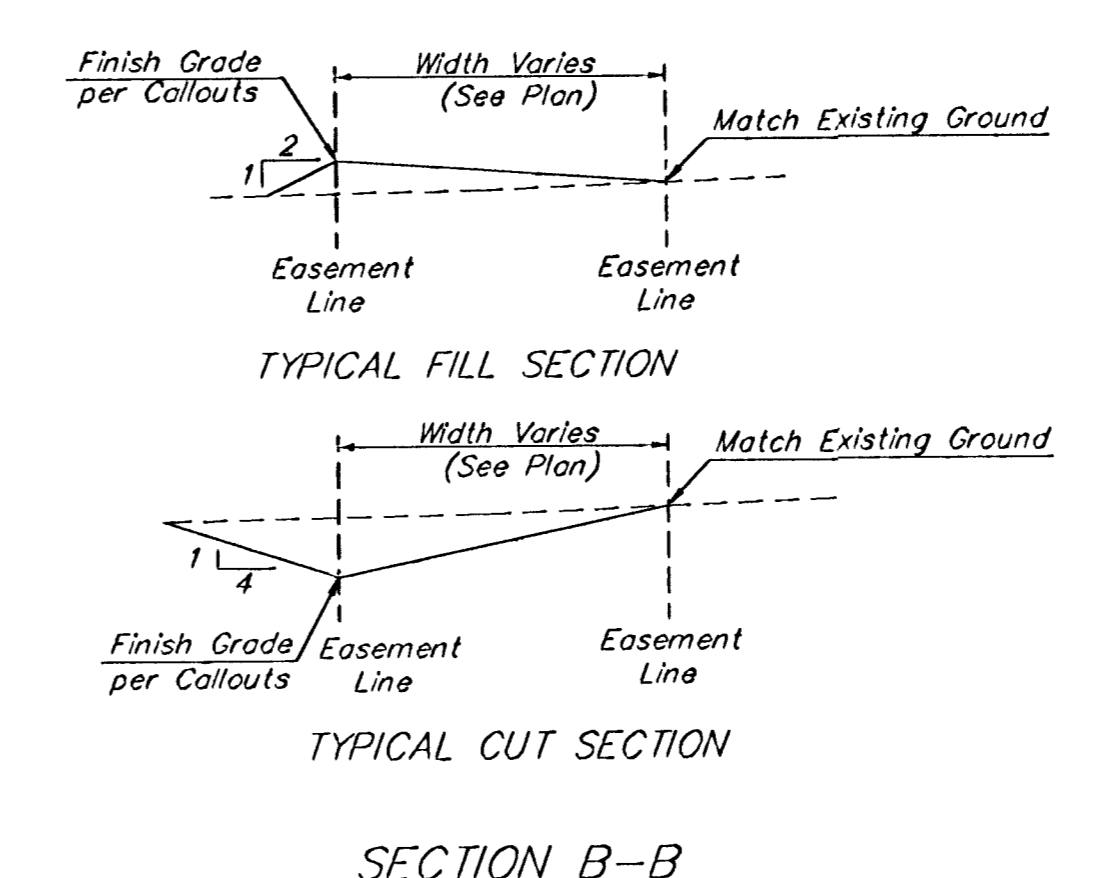 Finish Grade
per Callouts
Width Varies
(See Plan)
Match Existing Ground
2
1
Easement
Line
Easement
Line
TYPICAL FILL SECTION
Width Varies
(See Plan)
Match Existing Ground
1
4
Finish Grade
per Callouts
Easement
Line
Easement
Line
TYPICAL CUT SECTION
SECTION B-B